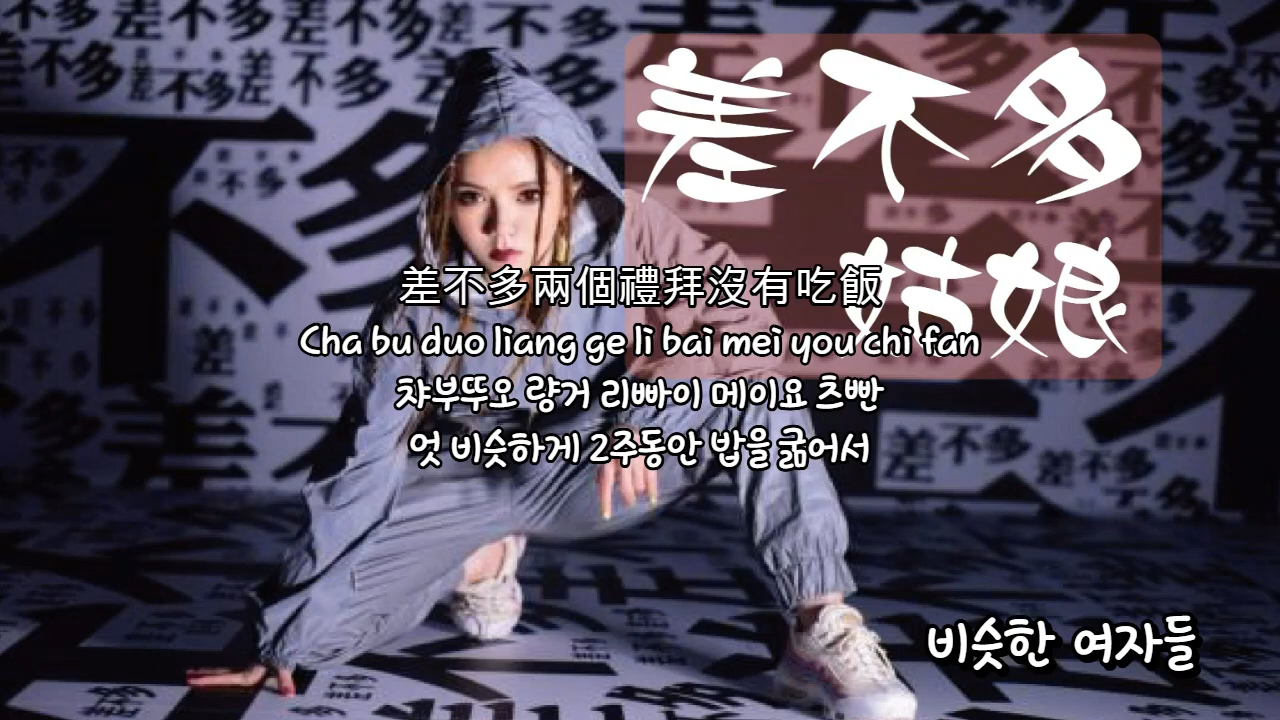 差不多
姑娘
差不多兩個禮拜沒有吃飯
Cha bu duo liang ge li bai mei you chi fan
챠부뚜오 량거 리빠이 메이요 츠빤
엇 비슷하게 2주동안 밥을 굶어서
비슷한 여자들